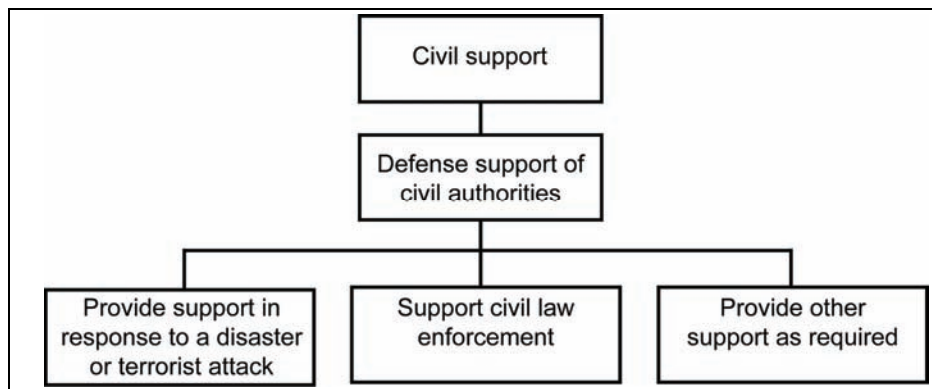 Civil support
Defense support of
civil authorities
Provide support in
response to a disaster
or terrorist attack
Support civil law
enforcement
Provide other
support as required